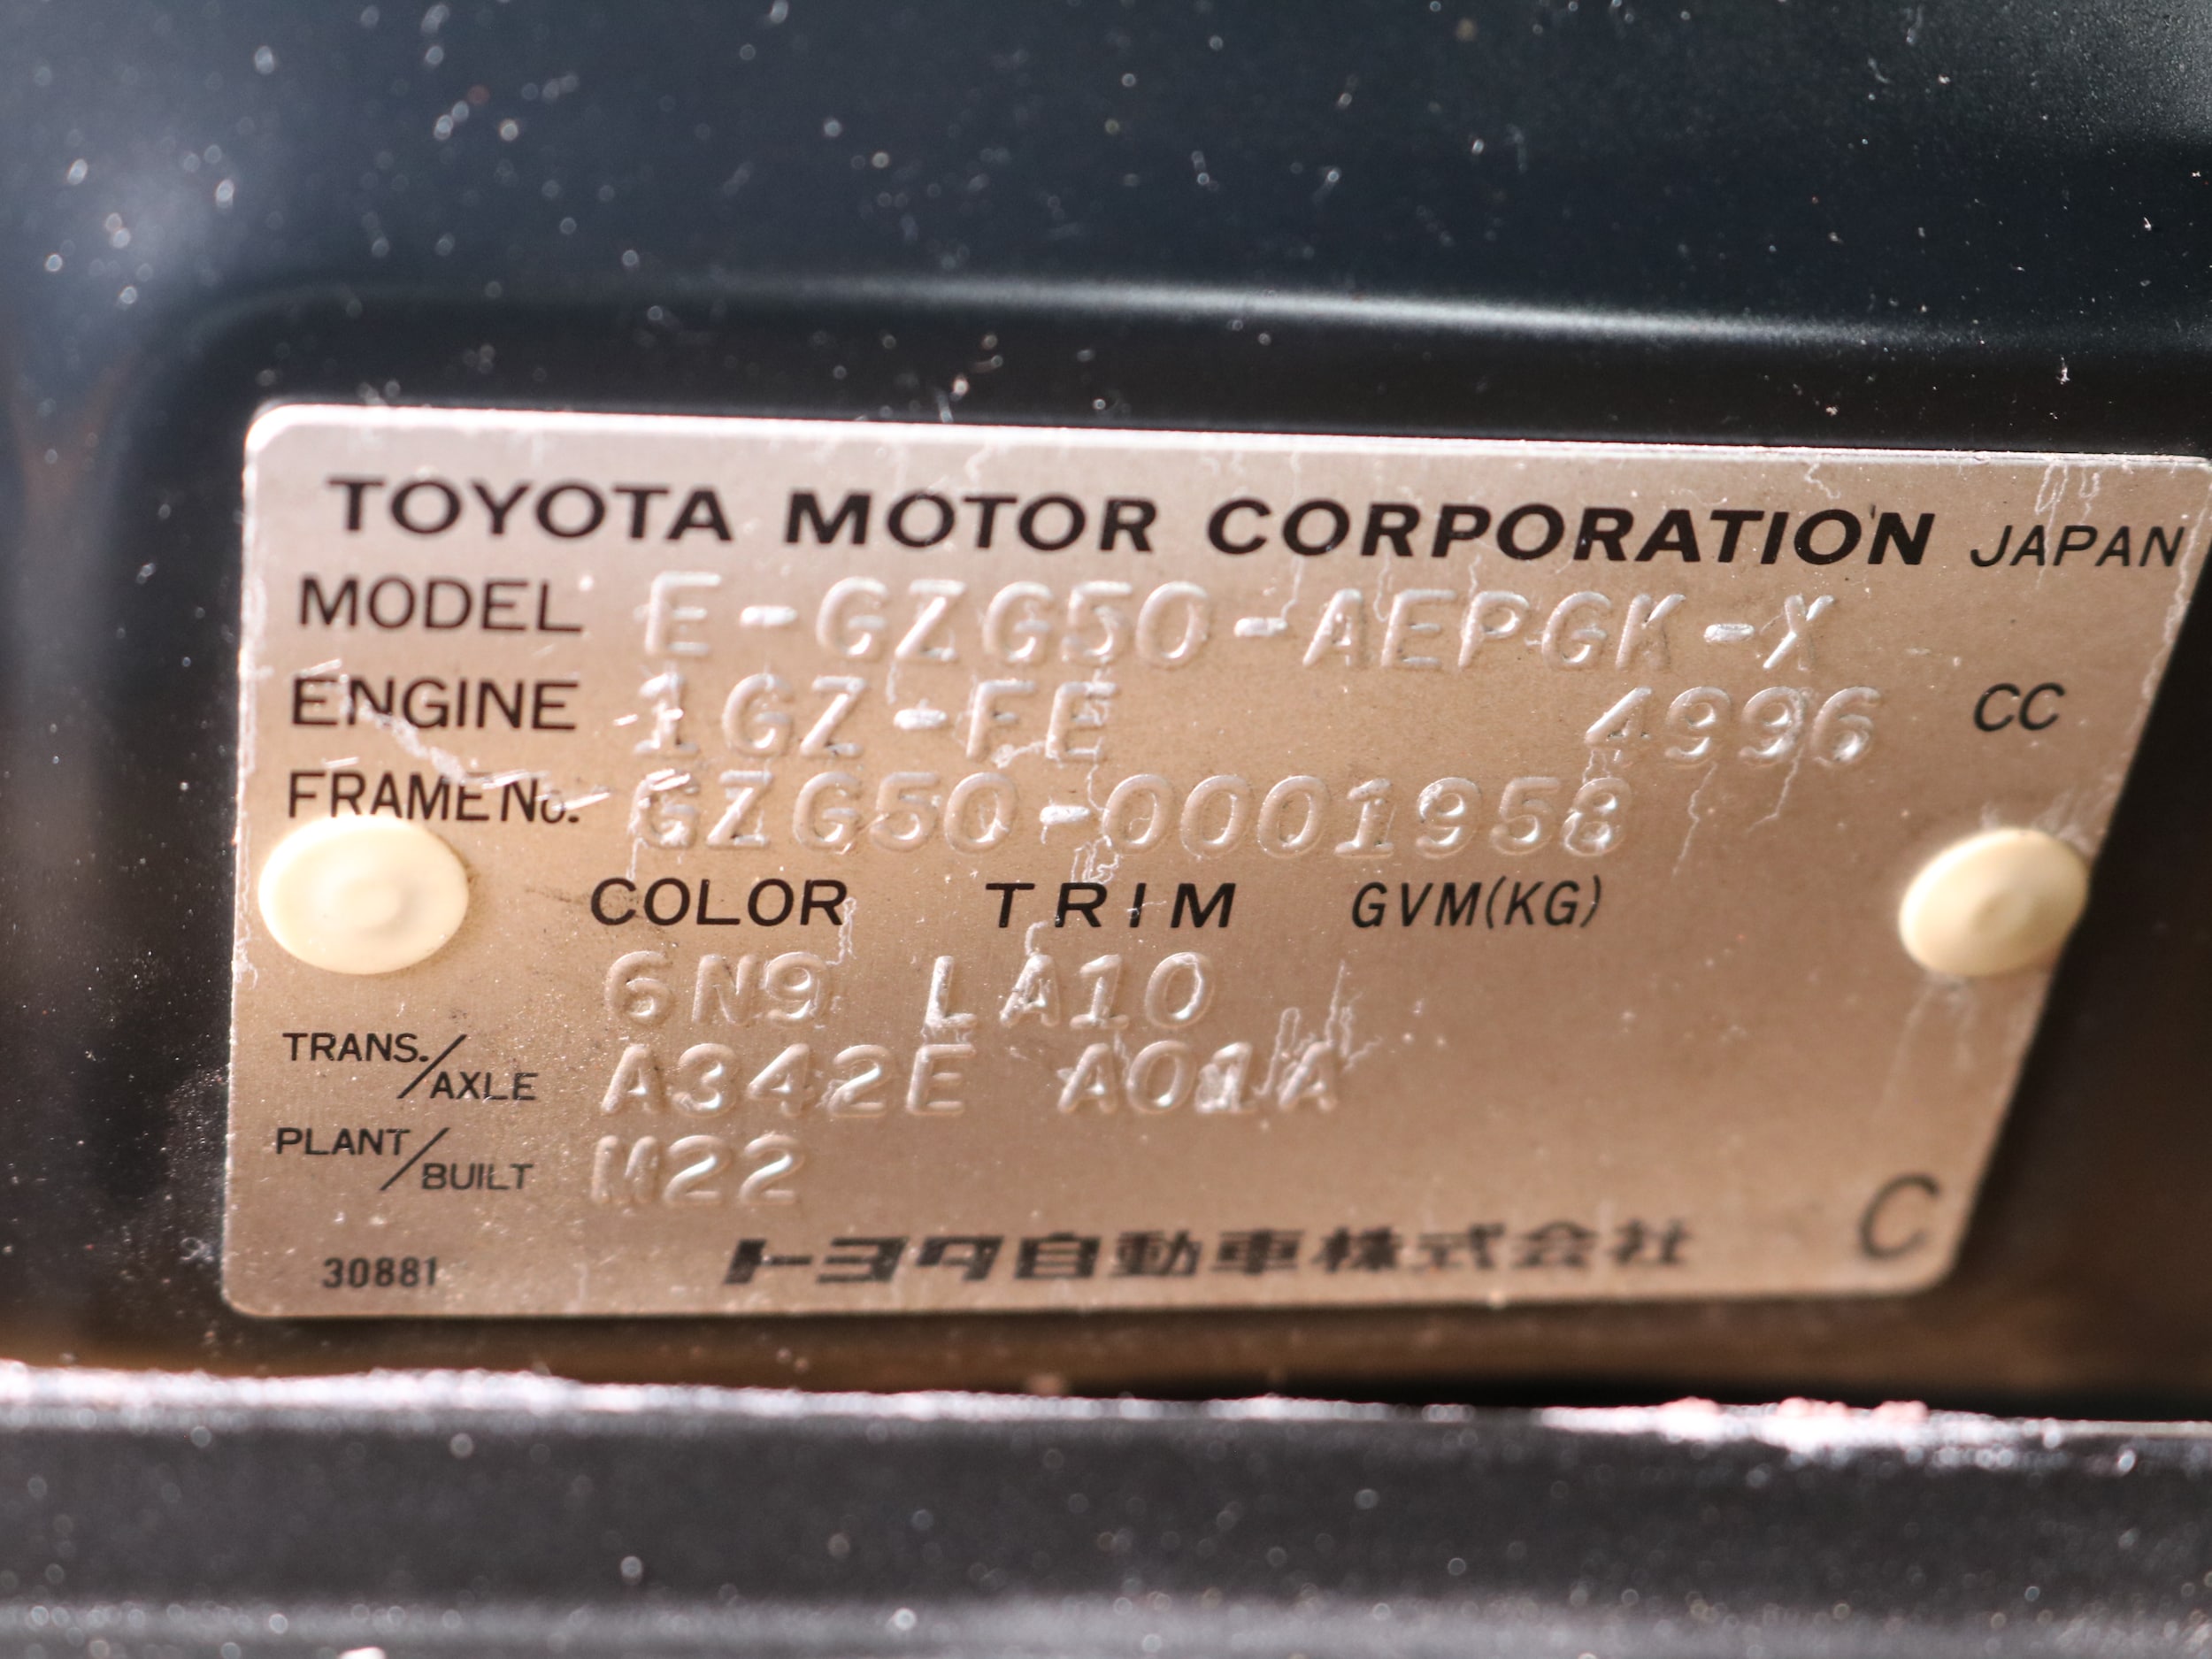 TOYOTA MOTOR CORPORATION JAPAN
MODEL E-GZG50-AEPGK-X
ENGINE 1GZ-FE 4996 CC
FRAME No. GZG50-0001958
COLOR TRIM GVM(KG)
6N9 LA10
TRANS./AXLE A342E A01A
PLANT/BUILT M22
30881 トヨタ自動車株式会社 C